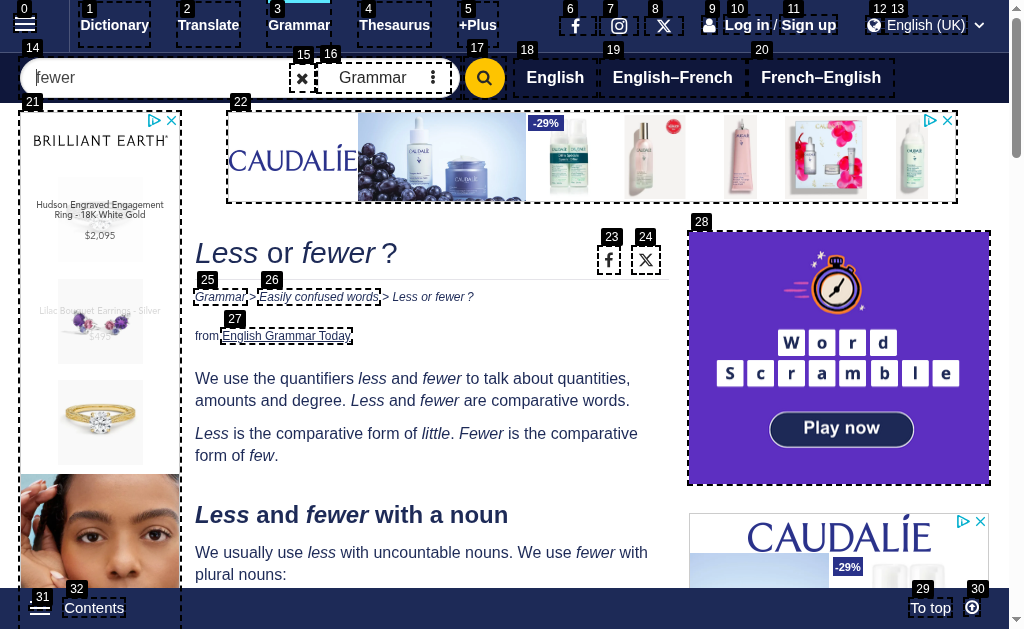 0 1 2 3 4 5 6 7 8 9 10 11 12 13
Dictionary Translate Grammar Thesaurus +Plus Log in / Sign up English (UK)
14 15 16 17 18 19 20
fewer Grammar English English–French French–English
21 22
BRILLIANT EARTH
Hudson Engraved Engagement
Ring - 18K White Gold
$2,095
Lilac Bouquet Earrings - Silver
$495
CAUDALÍE
-29%
23 24
Less or fewer ?
25 26
Grammar > Easily confused words > Less or fewer ?
27
from English Grammar Today
We use the quantifiers less and fewer to talk about quantities,
amounts and degree. Less and fewer are comparative words.
Less is the comparative form of little. Fewer is the comparative
form of few.
Less and fewer with a noun
We usually use less with uncountable nouns. We use fewer with
plural nouns:
28
Word
Scramble
Play now
CAUDALÍE
-29%
31 32 29 30
Contents To top